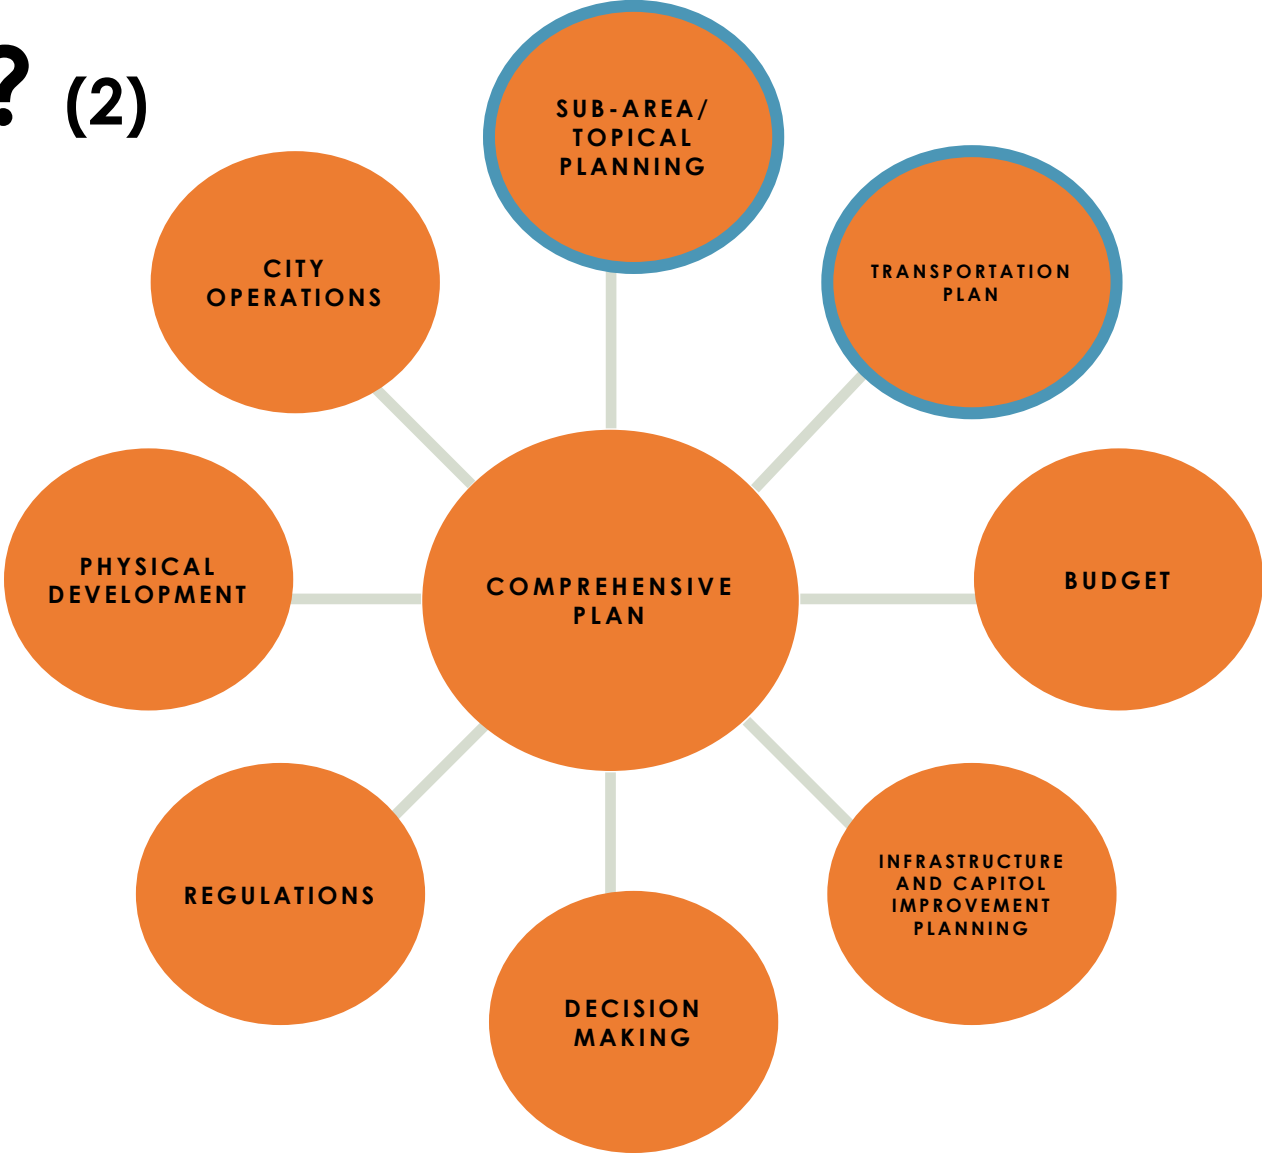 ? (2)
SUB-AREA/
TOPICAL
PLANNING
TRANSPORTATION
PLAN
CITY
OPERATIONS
PHYSICAL
DEVELOPMENT
COMPREHENSIVE
PLAN
BUDGET
REGULATIONS
INFRASTRUCTURE
AND CAPITOL
IMPROVEMENT
PLANNING
DECISION
MAKING